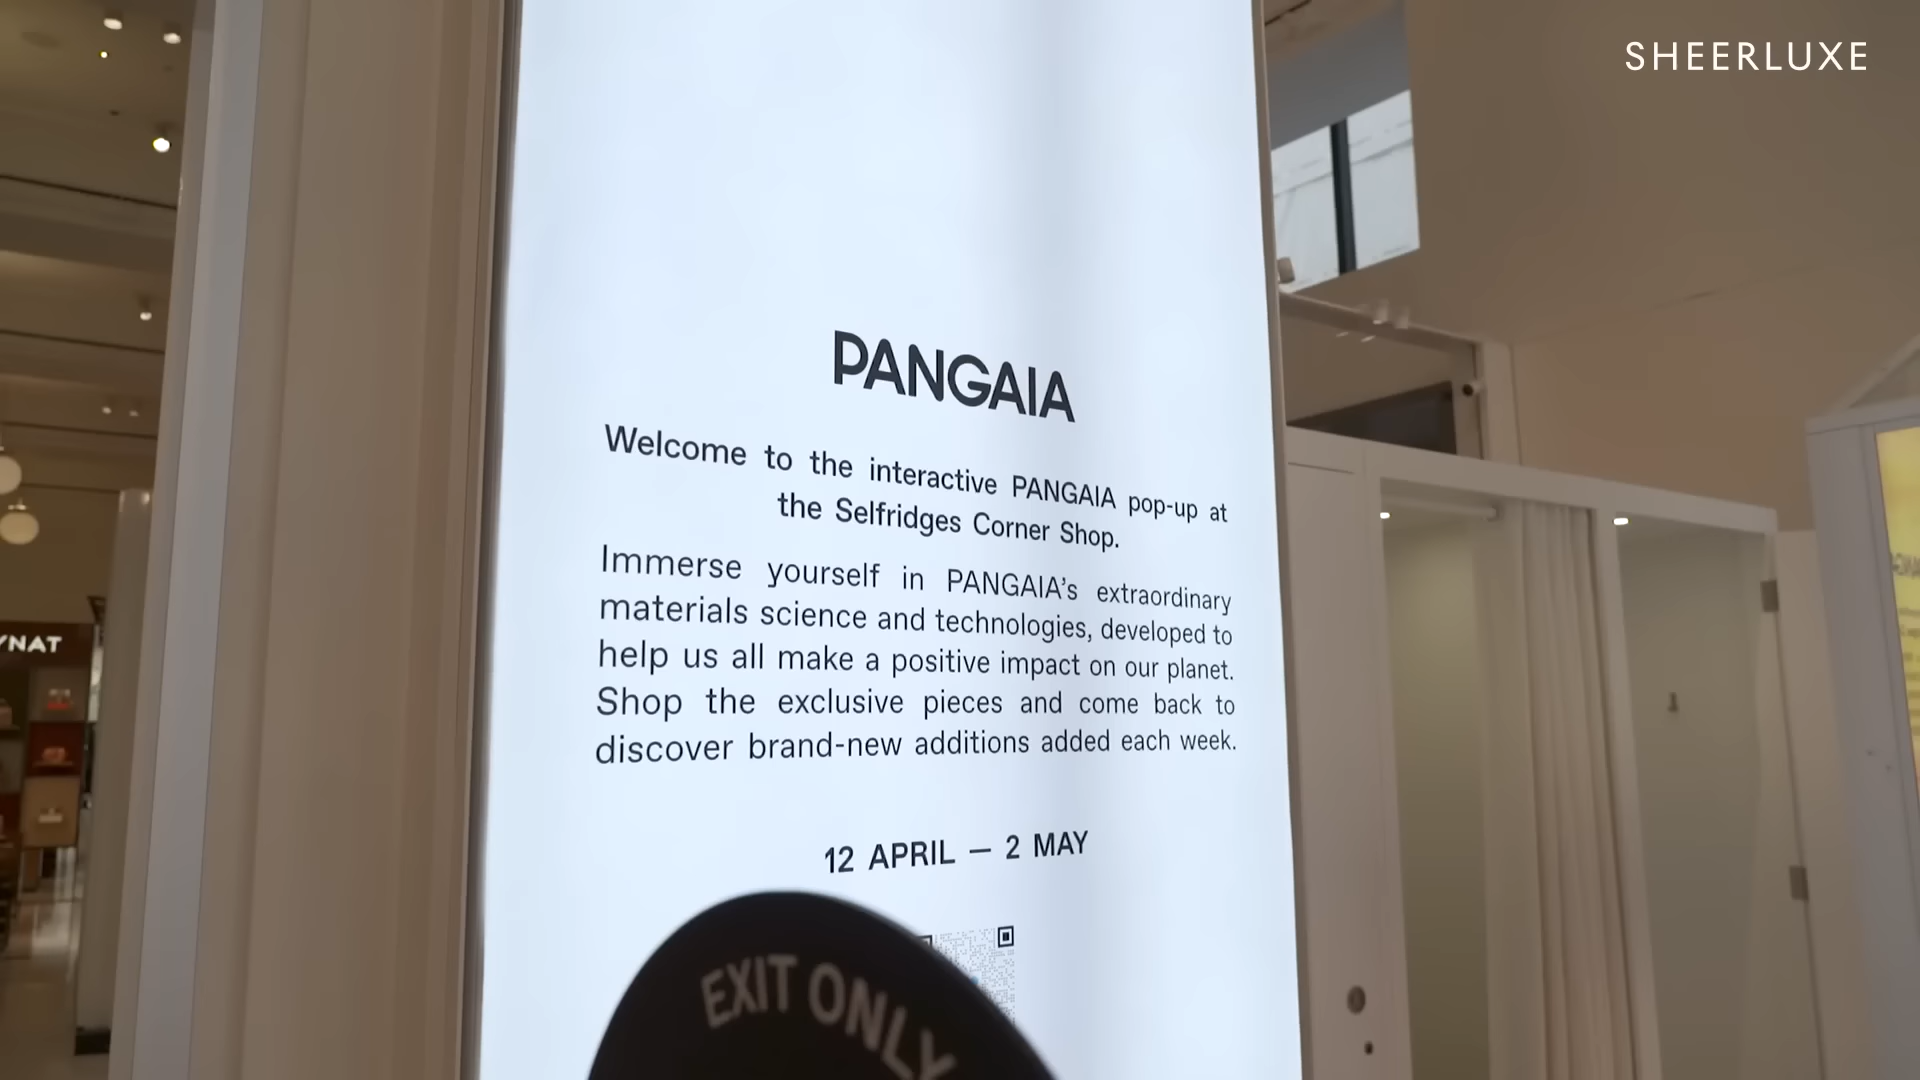 SHEERLUXE
PANGAIA
Welcome to the interactive PANGAIA pop-up at
the Selfridges Corner Shop.
Immerse yourself in PANGAIA's extraordinary
materials science and technologies, developed to
help us all make a positive impact on our planet.
Shop the exclusive pieces and come back to
discover brand-new additions added each week.
12 APRIL — 2 MAY
EXIT ONLY